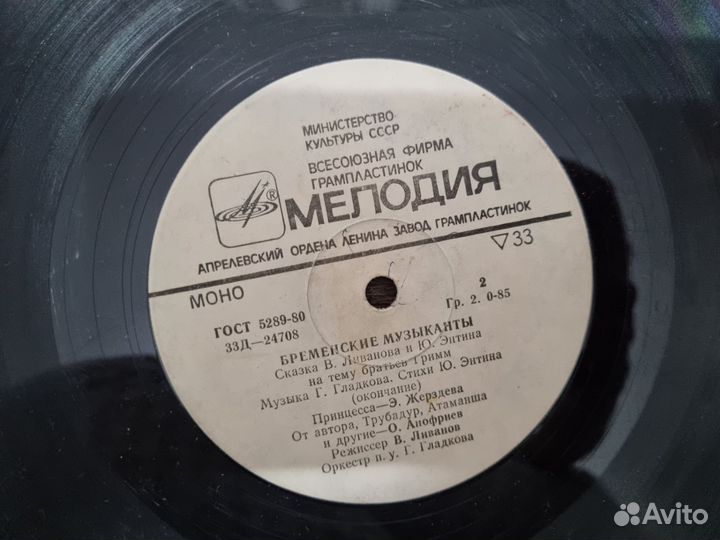 МИНИСТЕРСТВО
КУЛЬТУРЫ СССР
ВСЕСОЮЗНАЯ ФИРМА
ГРАМПЛАСТИНОК
® МЕЛОДИЯ
АПРЕЛЕВСКИЙ ОРДЕНА ЛЕНИНА ЗАВОД ГРАМПЛАСТИНОК
МОНО
▽33
ГОСТ 5289-80
33Д—24708
2
Гр. 2. 0-85
БРЕМЕНСКИЕ МУЗЫКАНТЫ
Сказка В. Ливанова и Ю. Энтина
на тему братьев Гримм
Музыка Г. Гладкова. Стихи Ю. Энтина
(окончание)
Принцесса—Э. Жерздева
От автора, Трубадур, Атаманша
и другие—О. Анофриев
Режиссер В. Ливанов
Оркестр п. у. Г. Гладкова
Avito